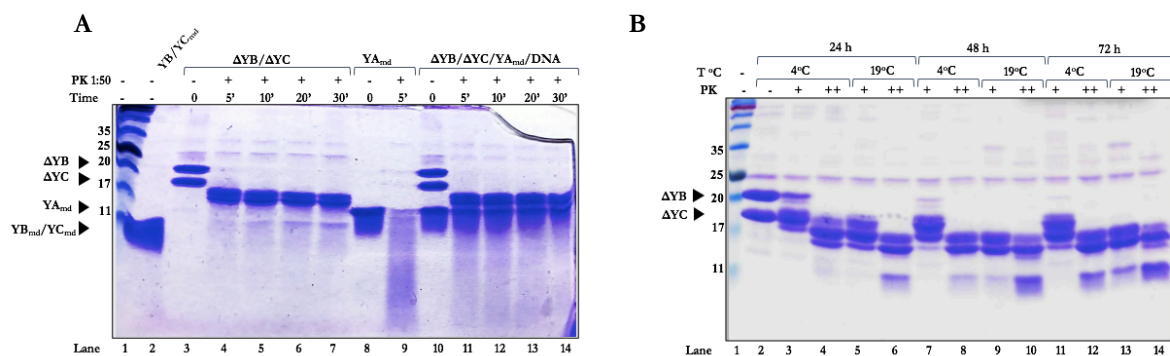 A
YB/YCmd
ΔYB/ΔYC YAmd ΔYB/ΔYC/YAmd/DNA
PK 1:50 - - - + + + + - + - + + + +
Time 0 5' 10' 20' 30' 0 5' 0 5' 10' 20' 30'
35
25
ΔYB 20
ΔYC 17
YAmd 11
YBmd/YCmd
Lane 1 2 3 4 5 6 7 8 9 10 11 12 13 14
B
24 h 48 h 72 h
T °C - 4°C 19°C 4°C 19°C 4°C 19°C
PK - + ++ + ++ + ++ + ++ + ++ + ++
35
25
ΔYB 20
ΔYC 17
11
Lane 1 2 3 4 5 6 7 8 9 10 11 12 13 14